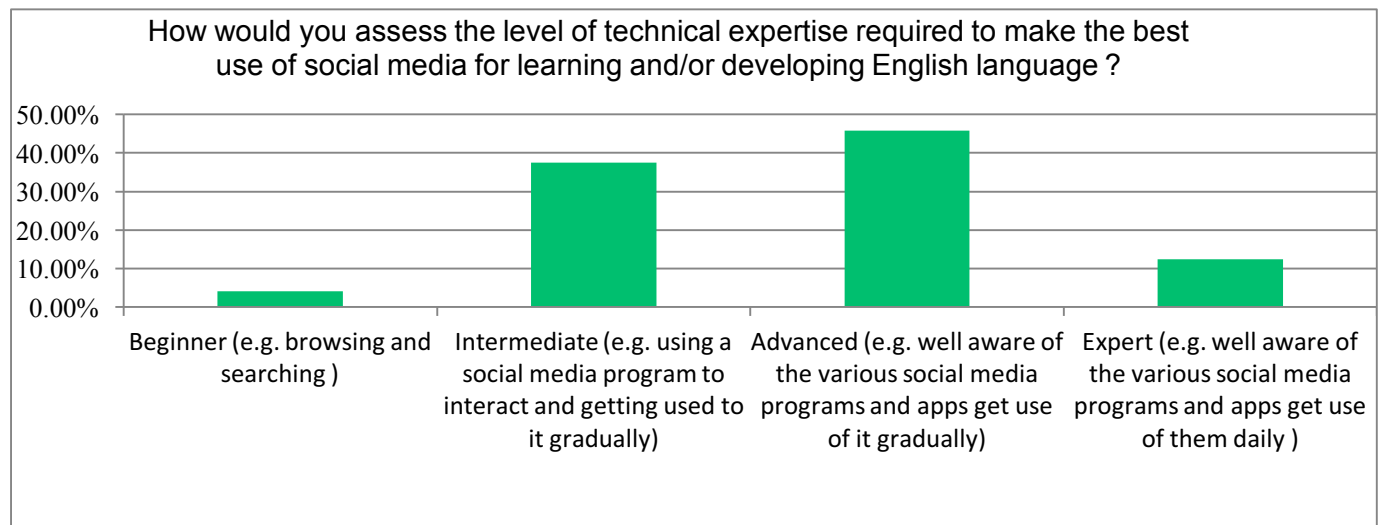 How would you assess the level of technical expertise required to make the best
use of social media for learning and/or developing English language ?
50.00%
40.00%
30.00%
20.00%
10.00%
0.00%
Beginner (e.g. browsing and
searching )
Intermediate (e.g. using a
social media program to
interact and getting used to
it gradually)
Advanced (e.g. well aware of
the various social media
programs and apps get use
of it gradually)
Expert (e.g. well aware of
the various social media
programs and apps get use
of them daily )